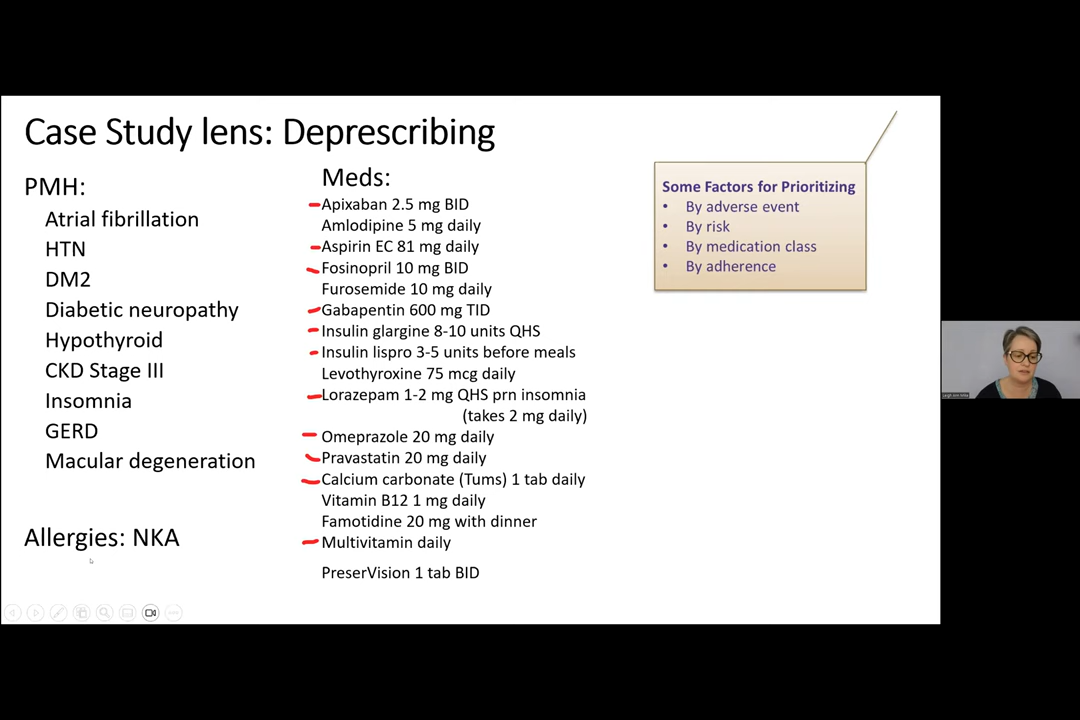 Case Study lens: Deprescribing
PMH:
Atrial fibrillation
HTN
DM2
Diabetic neuropathy
Hypothyroid
CKD Stage III
Insomnia
GERD
Macular degeneration
Allergies: NKA
Meds:
Apixaban 2.5 mg BID
Amlodipine 5 mg daily
Aspirin EC 81 mg daily
Fosinopril 10 mg BID
Furosemide 10 mg daily
Gabapentin 600 mg TID
Insulin glargine 8-10 units QHS
Insulin lispro 3-5 units before meals
Levothyroxine 75 mcg daily
Lorazepam 1-2 mg QHS prn insomnia
(takes 2 mg daily)
Omeprazole 20 mg daily
Pravastatin 20 mg daily
Calcium carbonate (Tums) 1 tab daily
Vitamin B12 1 mg daily
Famotidine 20 mg with dinner
Multivitamin daily
PreserVision 1 tab BID
Some Factors for Prioritizing
• By adverse event
• By risk
• By medication class
• By adherence